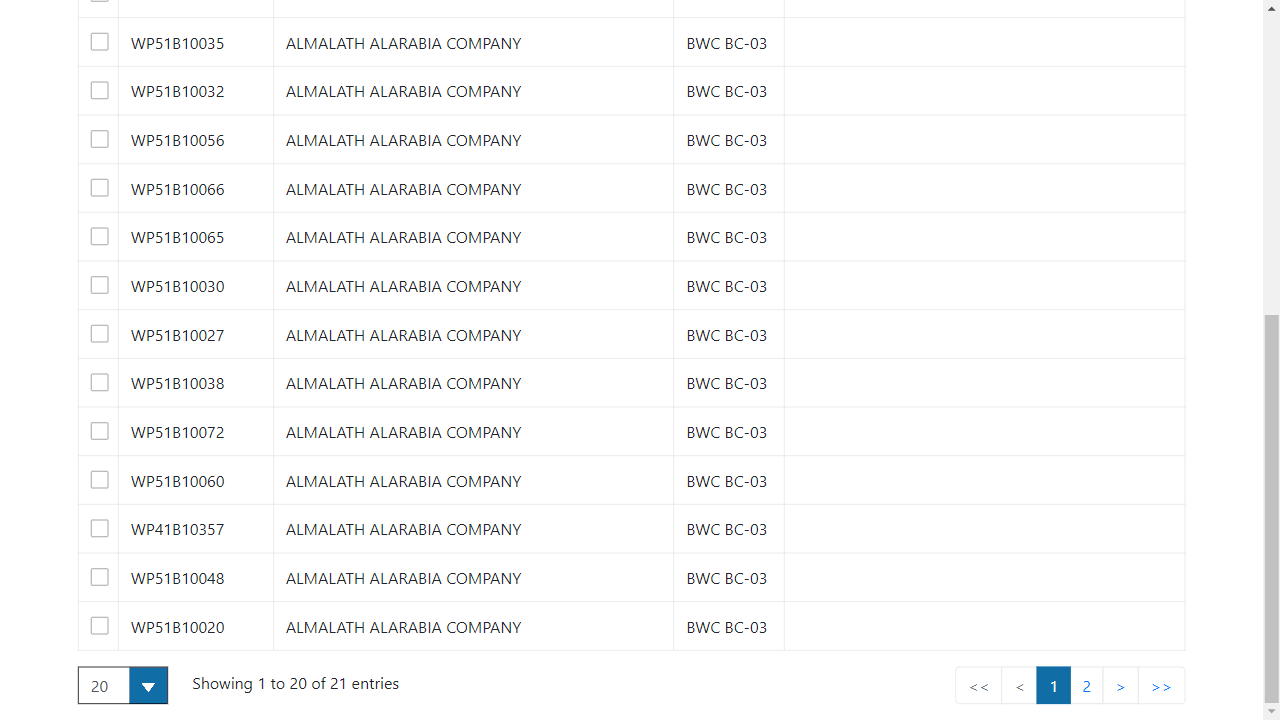 WP51B10035 ALMALATH ALARABIA COMPANY BWC BC-03
WP51B10032 ALMALATH ALARABIA COMPANY BWC BC-03
WP51B10056 ALMALATH ALARABIA COMPANY BWC BC-03
WP51B10066 ALMALATH ALARABIA COMPANY BWC BC-03
WP51B10065 ALMALATH ALARABIA COMPANY BWC BC-03
WP51B10030 ALMALATH ALARABIA COMPANY BWC BC-03
WP51B10027 ALMALATH ALARABIA COMPANY BWC BC-03
WP51B10038 ALMALATH ALARABIA COMPANY BWC BC-03
WP51B10072 ALMALATH ALARABIA COMPANY BWC BC-03
WP51B10060 ALMALATH ALARABIA COMPANY BWC BC-03
WP41B10357 ALMALATH ALARABIA COMPANY BWC BC-03
WP51B10048 ALMALATH ALARABIA COMPANY BWC BC-03
WP51B10020 ALMALATH ALARABIA COMPANY BWC BC-03
20 Showing 1 to 20 of 21 entries << < 1 2 > >>